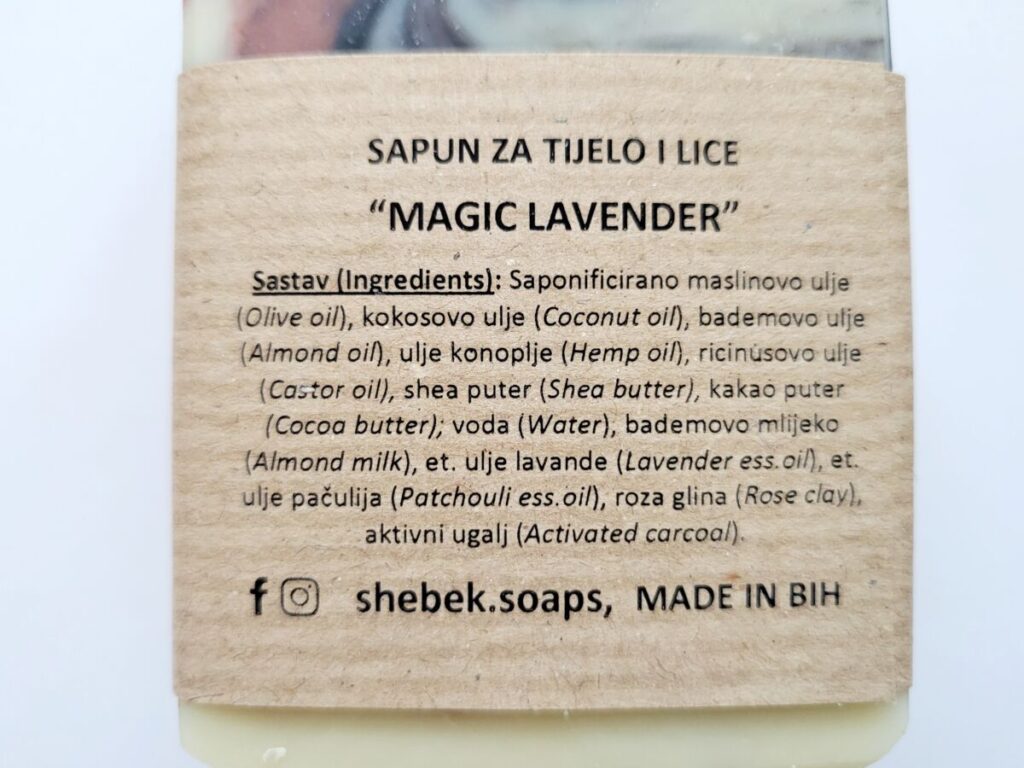 SAPUN ZA TIJELO I LICE
“MAGIC LAVENDER”
Sastav (Ingredients): Saponificirano maslinovo ulje
(Olive oil), kokosovo ulje (Coconut oil), bademovo ulje
(Almond oil), ulje konoplje (Hemp oil), ricinusovo ulje
(Castor oil), shea puter (Shea butter), kakao puter
(Cocoa butter); voda (Water), bademovo mlijeko
(Almond milk), et. ulje lavande (Lavender ess.oil), et.
ulje pačulija (Patchouli ess.oil), roza glina (Rose clay),
aktivni ugalj (Activated carcoal).
f shebek.soaps, MADE IN BIH